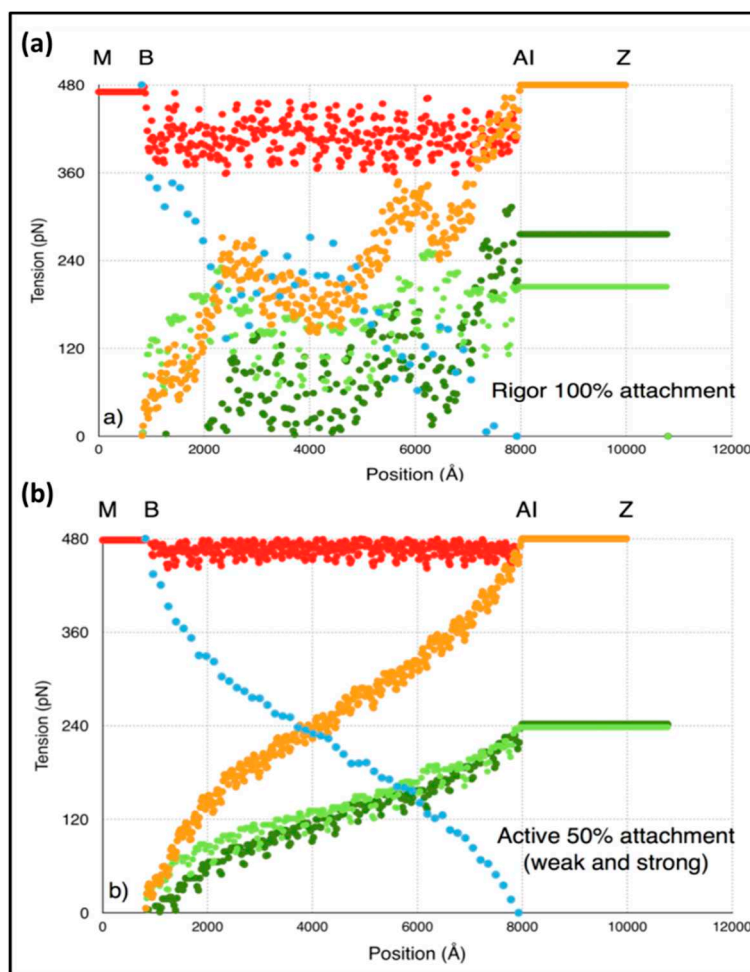 (a)
M B AI Z
480
360
240
120
0
Tension (pN)
a)
Rigor 100% attachment
0 2000 4000 6000 8000 10000 12000
Position (Å)
(b)
M B AI Z
480
360
240
120
0
Tension (pN)
b)
Active 50% attachment
(weak and strong)
0 2000 4000 6000 8000 10000 12000
Position (Å)